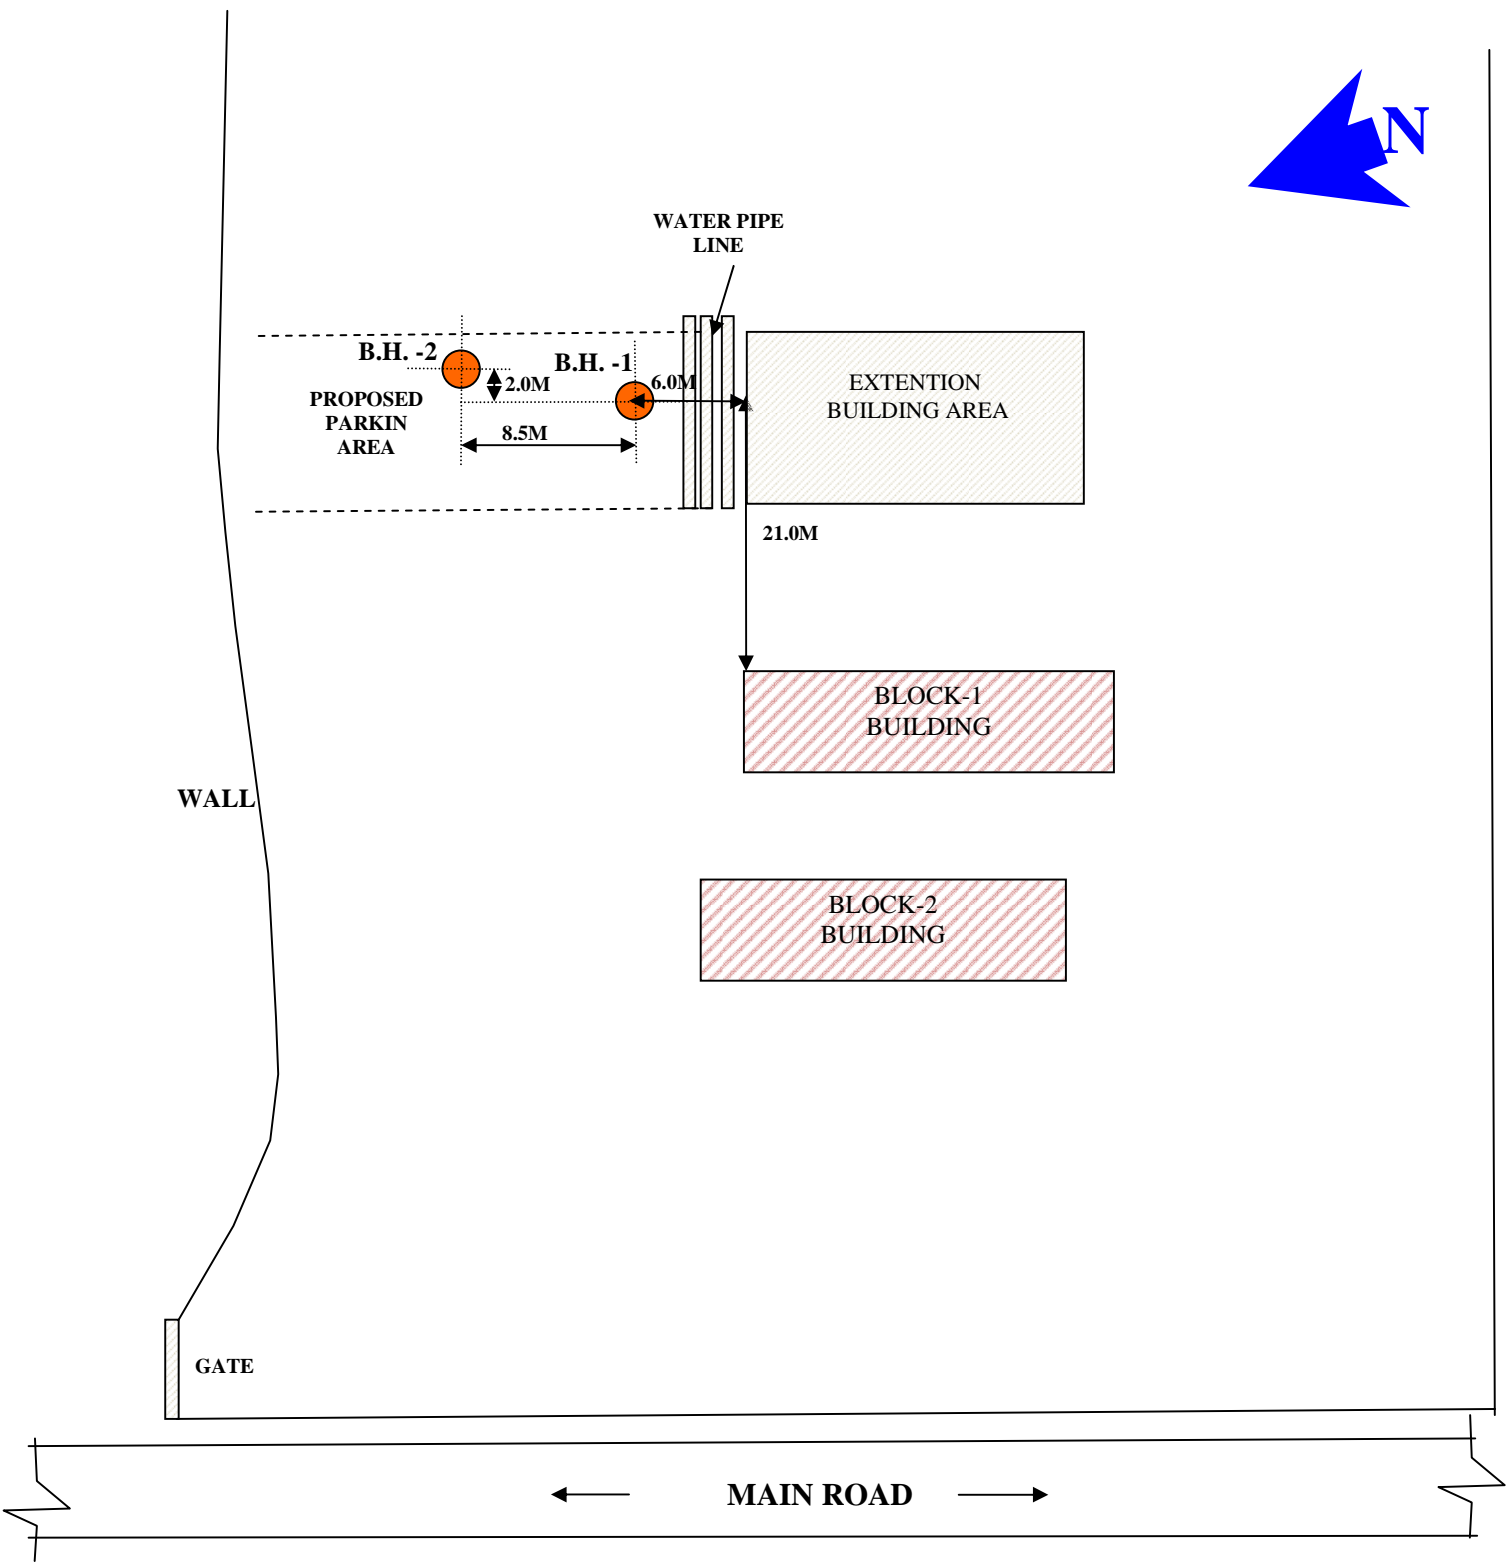 N
WATER PIPE
LINE
B.H. -2
B.H. -1
2.0M
6.0M
EXTENTION
BUILDING AREA
PROPOSED
PARKIN
AREA
8.5M
21.0M
BLOCK-1
BUILDING
WALL
BLOCK-2
BUILDING
GATE
MAIN ROAD